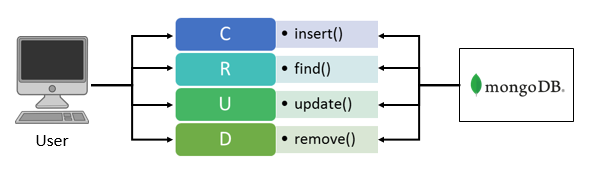 C • insert()
R • find()
U • update()
D • remove()
User
mongoDB®